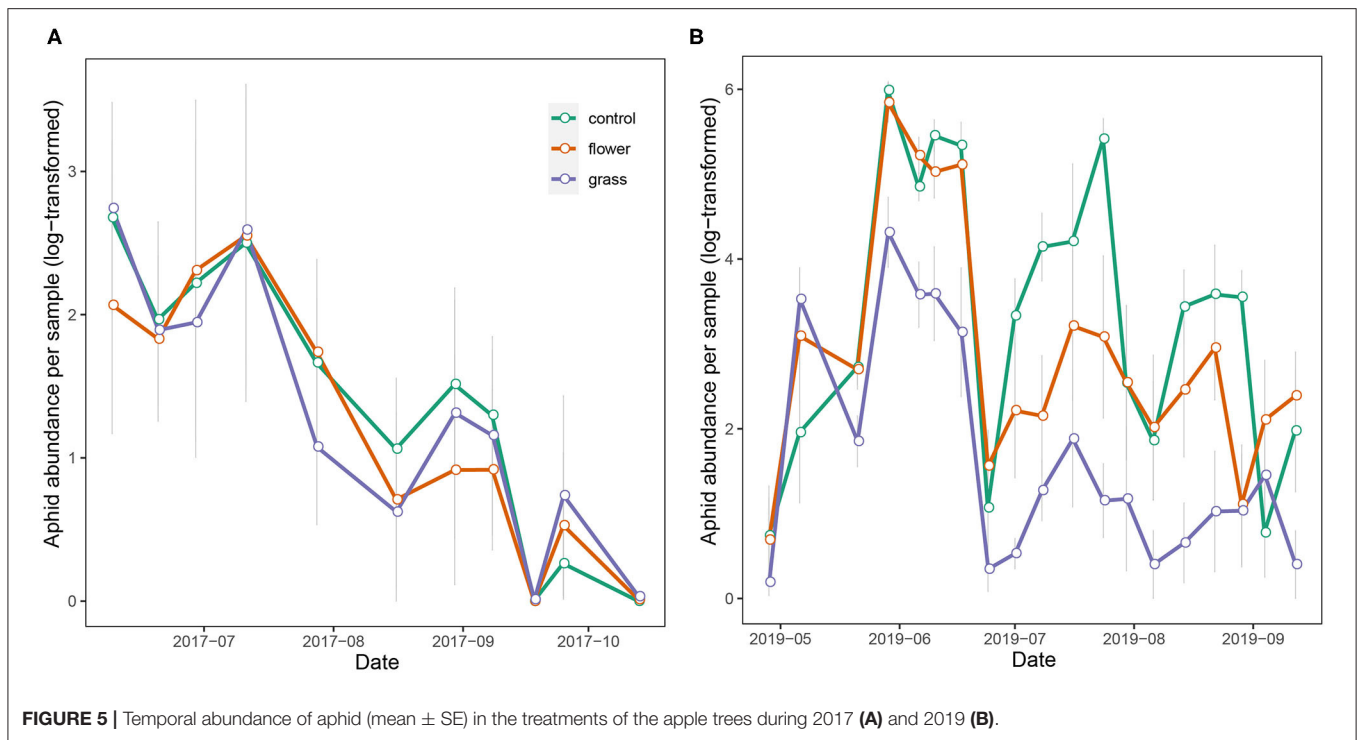 A
Aphid abundance per sample (log−transformed)
3
2
1
0
control
flower
grass
2017−07
2017−08
2017−09
2017−10
Date
B
Aphid abundance per sample (log−transformed)
6
4
2
0
2019−05
2019−06
2019−07
2019−08
2019−09
Date
FIGURE 5 | Temporal abundance of aphid (mean ± SE) in the treatments of the apple trees during 2017 (A) and 2019 (B).